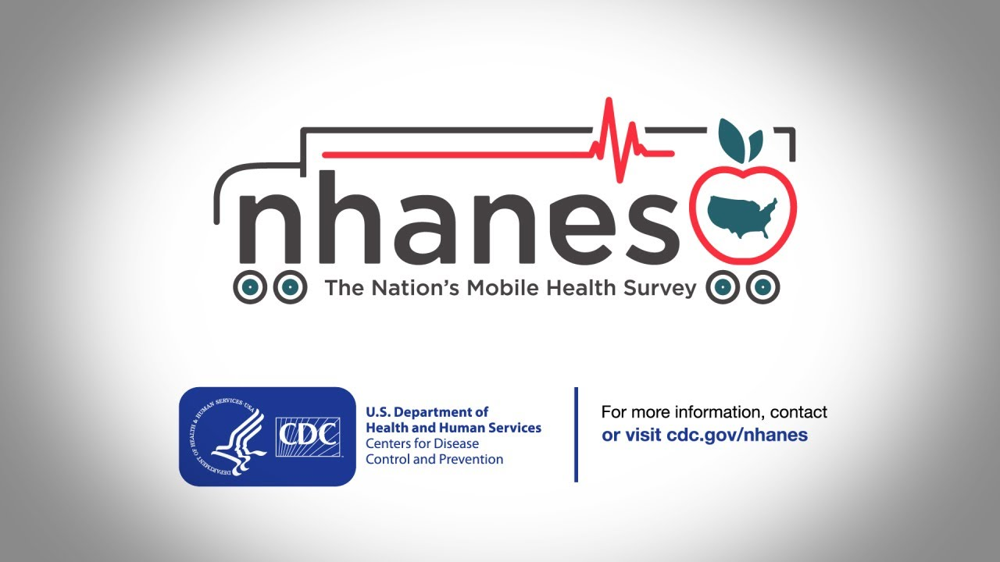 nhanes
The Nation's Mobile Health Survey
DEPARTMENT OF HEALTH & HUMAN SERVICES·USA
CDC
U.S. Department of
Health and Human Services
Centers for Disease
Control and Prevention
For more information, contact
or visit cdc.gov/nhanes